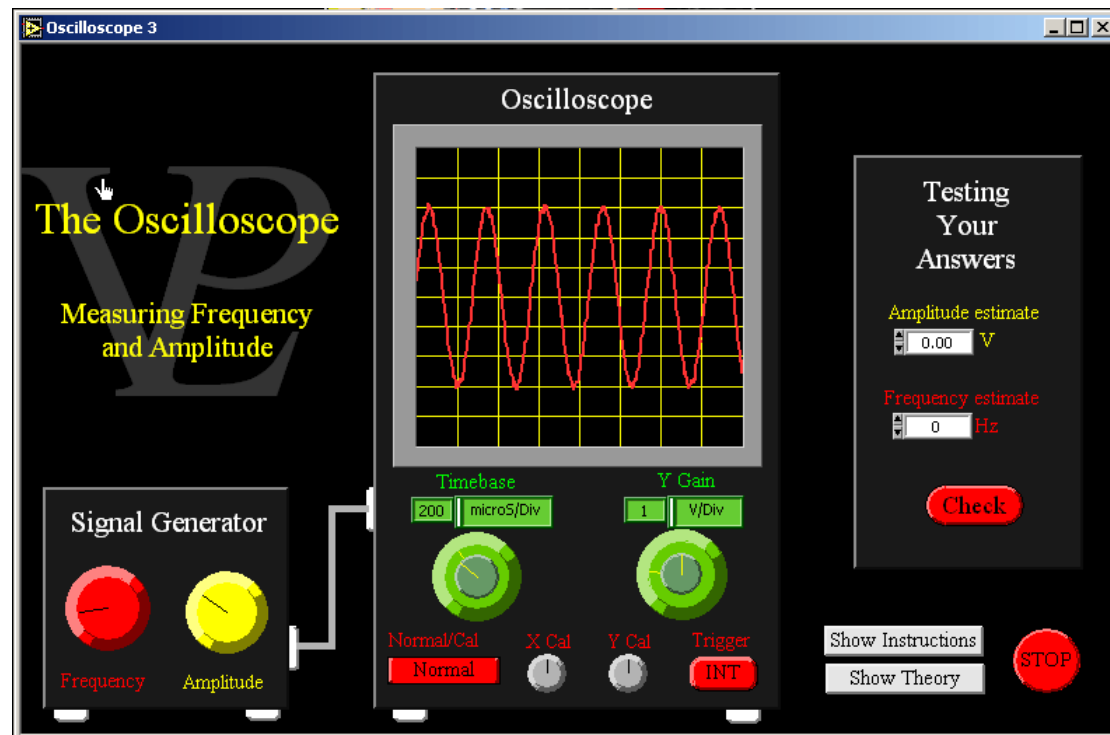 Oscilloscope 3
Oscilloscope
VPL
The Oscilloscope
Measuring Frequency
and Amplitude
Testing
Your
Answers
Amplitude estimate
0.00 V
Frequency estimate
0 Hz
Check
Timebase
200 microS/Div
Y Gain
1 V/Div
Normal/Cal
Normal
X Cal
Y Cal
Trigger
INT
Signal Generator
Frequency
Amplitude
Show Instructions
Show Theory
STOP